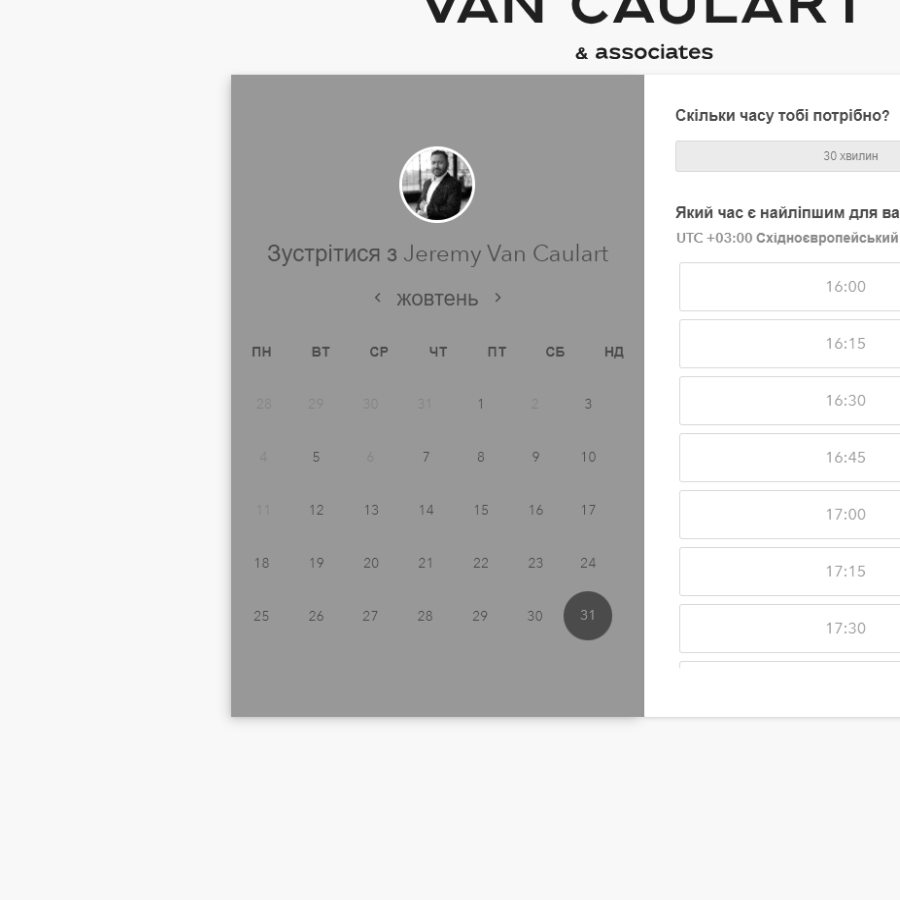 VAN CAULART
& associates
Зустрітися з Jeremy Van Caulart
‹ жовтень ›
ПН ВТ СР ЧТ ПТ СБ НД
28 29 30 31 1 2 3
4 5 6 7 8 9 10
11 12 13 14 15 16 17
18 19 20 21 22 23 24
25 26 27 28 29 30 31
Скільки часу тобі потрібно?
30 хвилин
Який час є найліпшим для ва
UTC +03:00 Східноєвропейський
16:00
16:15
16:30
16:45
17:00
17:15
17:30